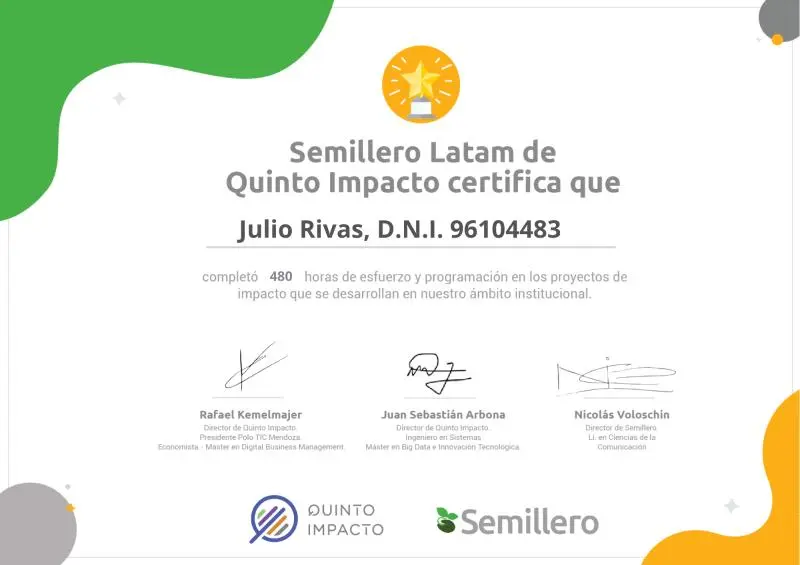 Semillero Latam de
Quinto Impacto certifica que
Julio Rivas, D.N.I. 96104483
completó 480 horas de esfuerzo y programación en los proyectos de
impacto que se desarrollan en nuestro ámbito institucional.
Rafael Kemelmajer
Director de Quinto Impacto.
Presidente Polo TIC Mendoza.
Economista - Máster en Digital Business Management.
Juan Sebastián Arbona
Director de Quinto Impacto.
Ingeniero en Sistemas
Máster en Big Data e Innovación Tecnológica.
Nicolás Voloschin
Director de Semillero.
Li. en Ciencias de la
Comunicación
QUINTO
IMPACTO
Semillero